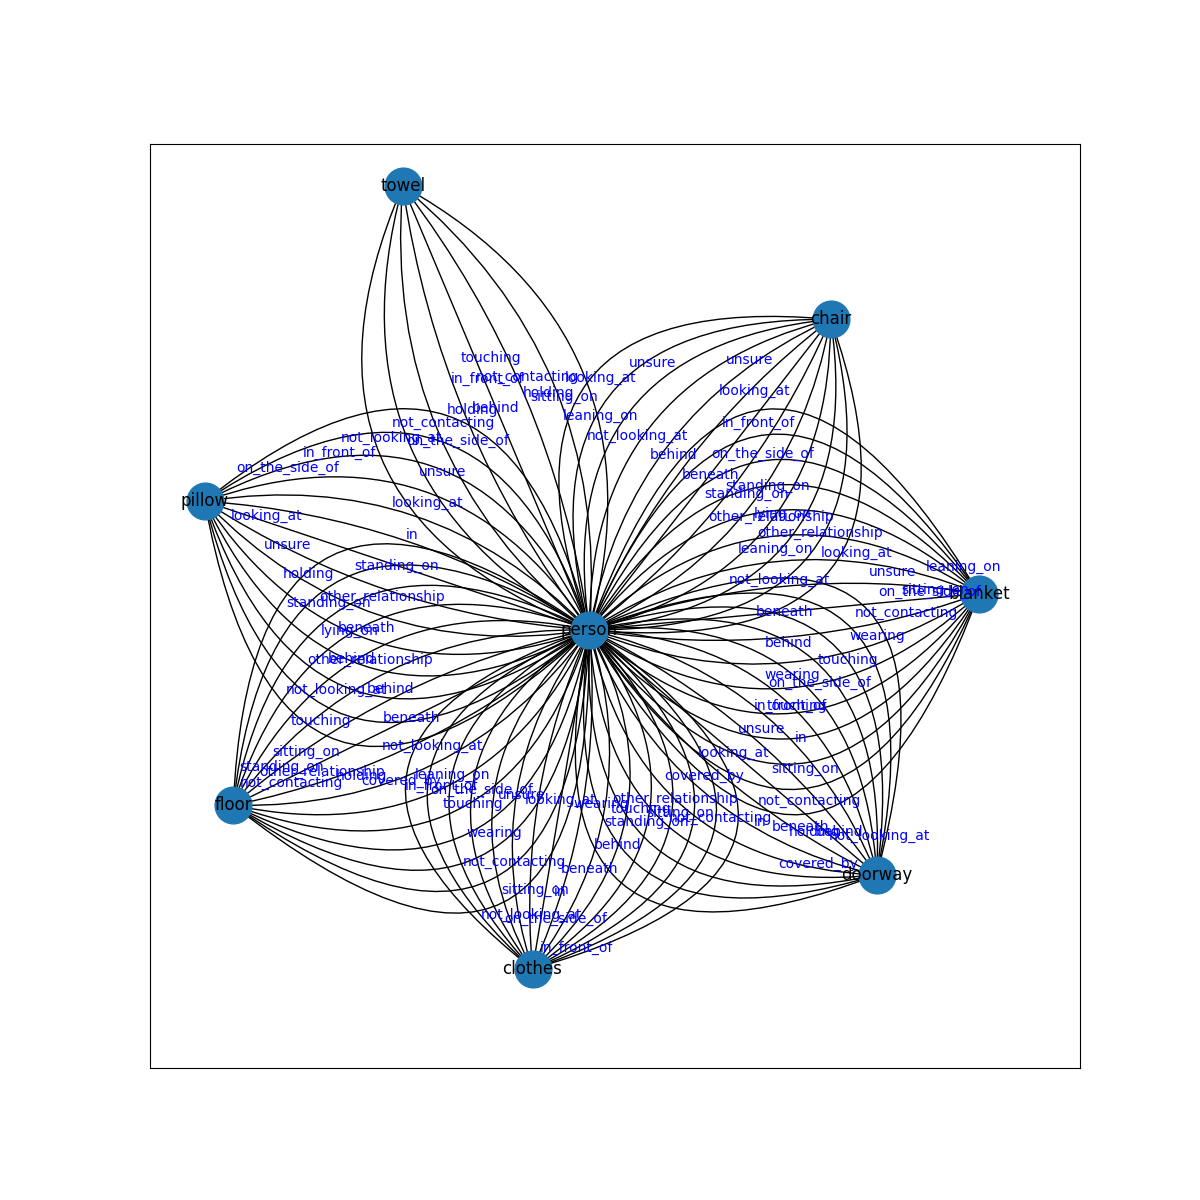 towel
chair
touching
unsure
unsure
in_front_of
not_contacting
looking_at
looking_at
holding
sitting_on
holding
behind
leaning_on
not_contacting
in_front_of
not_looking_at
on_the_side_of
not_looking_at
in_front_of
behind
on_the_side_of
on_the_side_of
unsure
beneath
standing_on
pillow
looking_at
standing_on
looking_at
other_relationship
lying_on
in
other_relationship
unsure
leaning_on
looking_at
standing_on
holding
leaning_on
unsure
not_looking_at
other_relationship
standing_on
on_the_side_of
sitting_on
blanket
beneath
not_contacting
lying_on
beneath
person
wearing
behind
other_relationship
behind
touching
wearing
not_looking_at
behind
on_the_side_of
in_front_of
touching
touching
beneath
unsure
in
not_looking_at
sitting_on
looking_at
standing_on
other_relationship
holding
covered_by
leaning_on
covered_by
sitting_on
not_contacting
in_front_of
on_the_side_of
floor
touching
unsure
looking_at
wearing
other_relationship
touching
sitting_on
not_contacting
not_contacting
standing_on
in
beneath
holding
behind
not_looking_at
wearing
behind
not_contacting
beneath
covered_by
doorway
sitting_on
in
not_looking_at
on_the_side_of
in_front_of
clothes